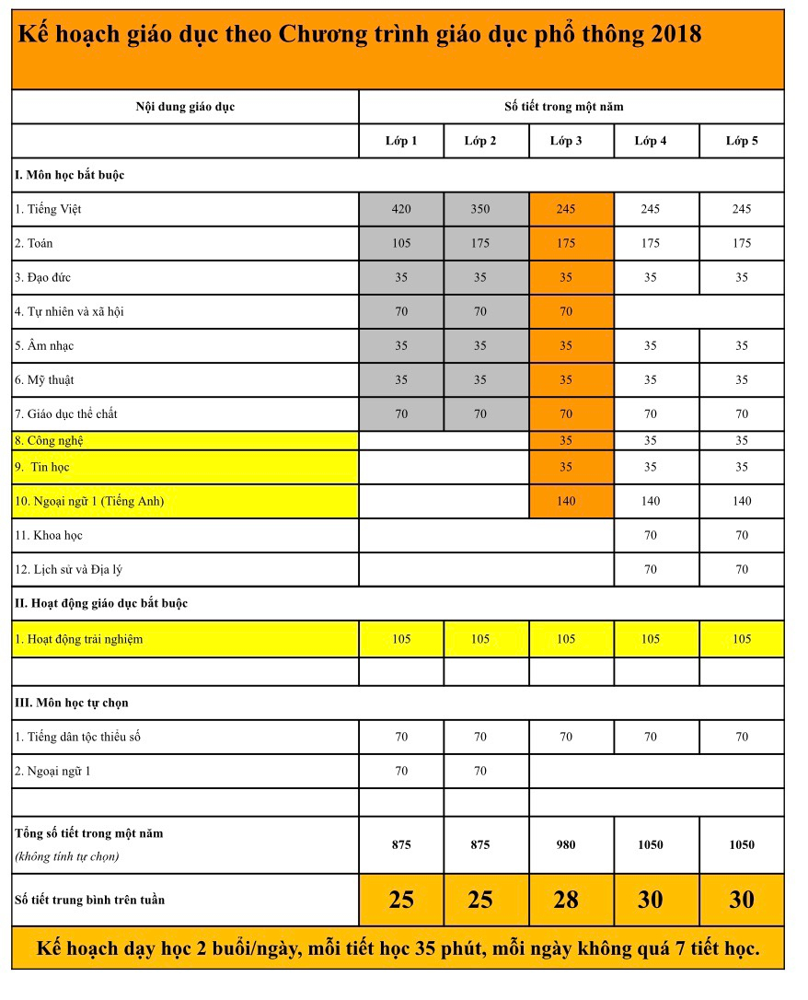 Kế hoạch giáo dục theo Chương trình giáo dục phổ thông 2018
Nội dung giáo dục Số tiết trong một năm
Lớp 1 Lớp 2 Lớp 3 Lớp 4 Lớp 5
I. Môn học bắt buộc
1. Tiếng Việt 420 350 245 245 245
2. Toán 105 175 175 175 175
3. Đạo đức 35 35 35 35 35
4. Tự nhiên và xã hội 70 70 70
5. Âm nhạc 35 35 35 35 35
6. Mỹ thuật 35 35 35 35 35
7. Giáo dục thể chất 70 70 70 70 70
8. Công nghệ 35 35 35
9. Tin học 35 35 35
10. Ngoại ngữ 1 (Tiếng Anh) 140 140 140
11. Khoa học 70 70
12. Lịch sử và Địa lý 70 70
II. Hoạt động giáo dục bắt buộc
1. Hoạt động trải nghiệm 105 105 105 105 105
III. Môn học tự chọn
1. Tiếng dân tộc thiểu số 70 70 70 70 70
2. Ngoại ngữ 1 70 70
Tổng số tiết trong một năm
(không tính tự chọn) 875 875 980 1050 1050
Số tiết trung bình trên tuần 25 25 28 30 30
Kế hoạch dạy học 2 buổi/ngày, mỗi tiết học 35 phút, mỗi ngày không quá 7 tiết học.